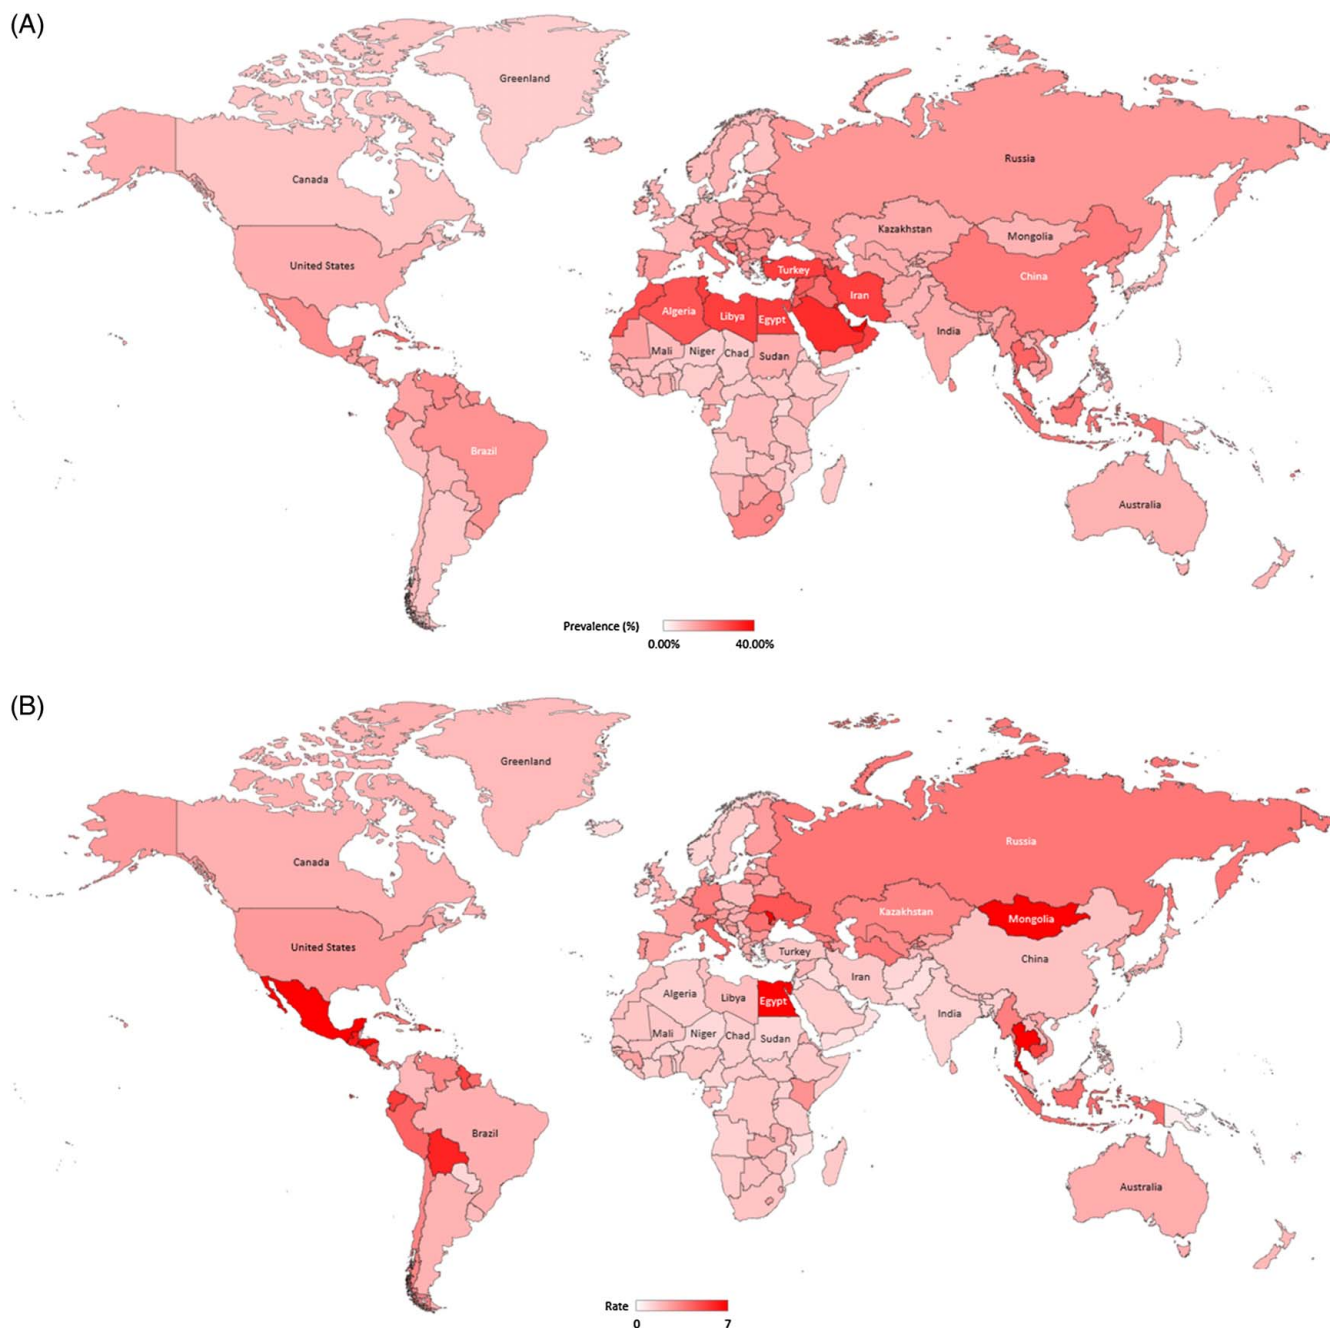 (A)
Greenland
Russia
Canada
Kazakhstan
Mongolia
United States
Turkey
China
Iran
Algeria
Libya
Egypt
India
Mali
Niger
Chad
Sudan
Brazil
Australia
Prevalence (%)
0.00%
40.00%
(B)
Greenland
Russia
Canada
Kazakhstan
Mongolia
United States
Turkey
China
Iran
Algeria
Libya
Egypt
India
Mali
Niger
Chad
Sudan
Brazil
Australia
Rate
0
7